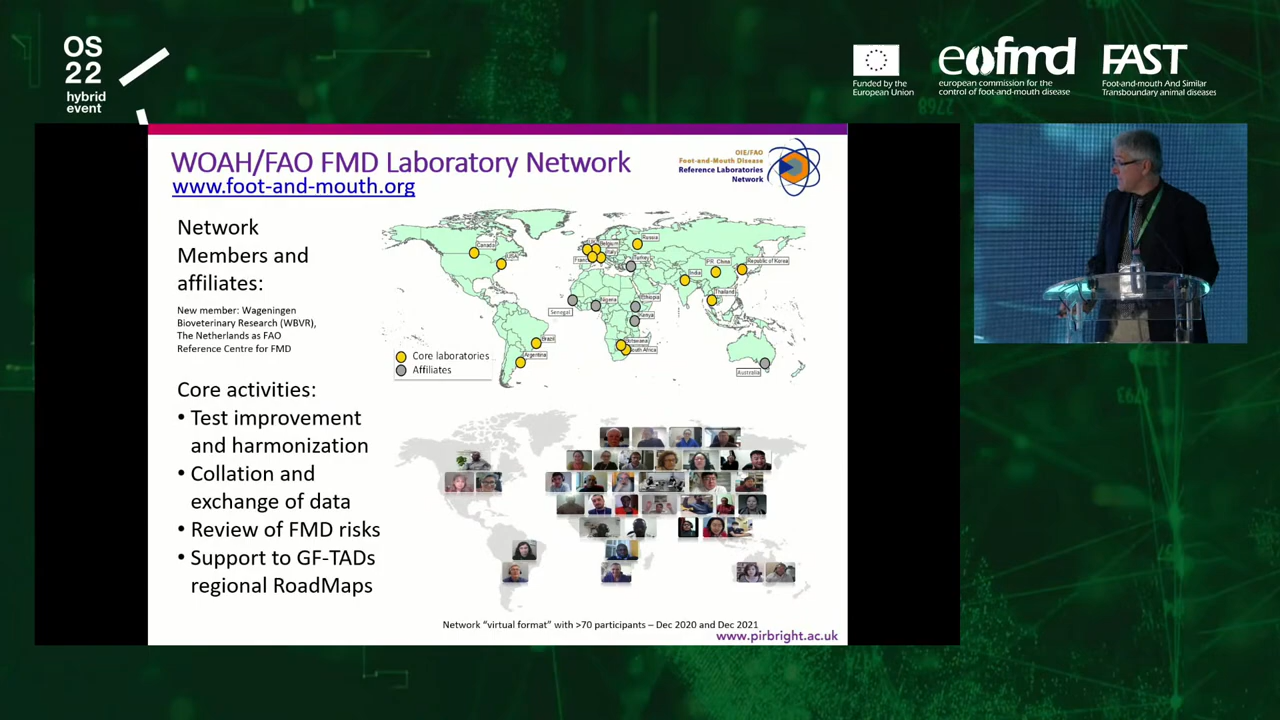 OS
22
hybrid
event
Funded by the
European Union
eofmd
european commission for the
control of foot-and-mouth disease
FAST
Foot-and-mouth And Similar
Transboundary animal diseases
WOAH/FAO FMD Laboratory Network
www.foot-and-mouth.org
OIE/FAO
Foot-and-Mouth Disease
Reference Laboratories
Network
Network
Members and
affiliates:
New member: Wageningen
Bioveterinary Research (WBVR),
The Netherlands as FAO
Reference Centre for FMD
Canada
USA
Belgium
Russia
Turkey
India
P.R. China
Republic of Korea
Thailand
Senegal
Nigeria
Ethiopia
Kenya
Botswana
South Africa
Brazil
Argentina
Australia
Core laboratories
Affiliates
Core activities:
• Test improvement
and harmonization
• Collation and
exchange of data
• Review of FMD risks
• Support to GF-TADs
regional RoadMaps
Network “virtual format” with >70 participants – Dec 2020 and Dec 2021
www.pirbright.ac.uk